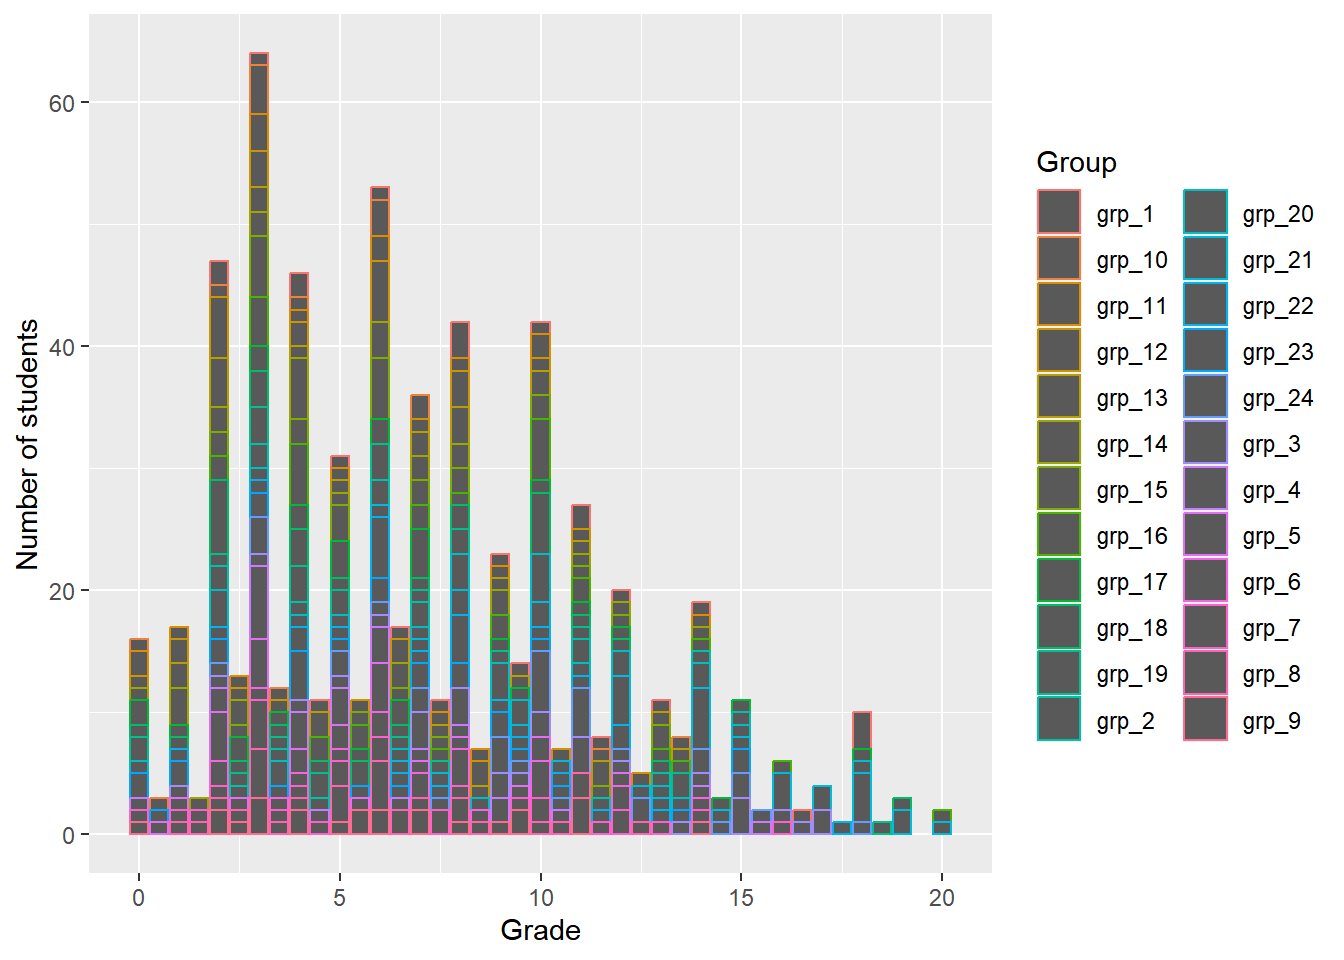 60
40
20
0
Number of students
0 5 10 15 20
Grade
Group
grp_1 grp_20
grp_10 grp_21
grp_11 grp_22
grp_12 grp_23
grp_13 grp_24
grp_14 grp_3
grp_15 grp_4
grp_16 grp_5
grp_17 grp_6
grp_18 grp_7
grp_19 grp_8
grp_2 grp_9